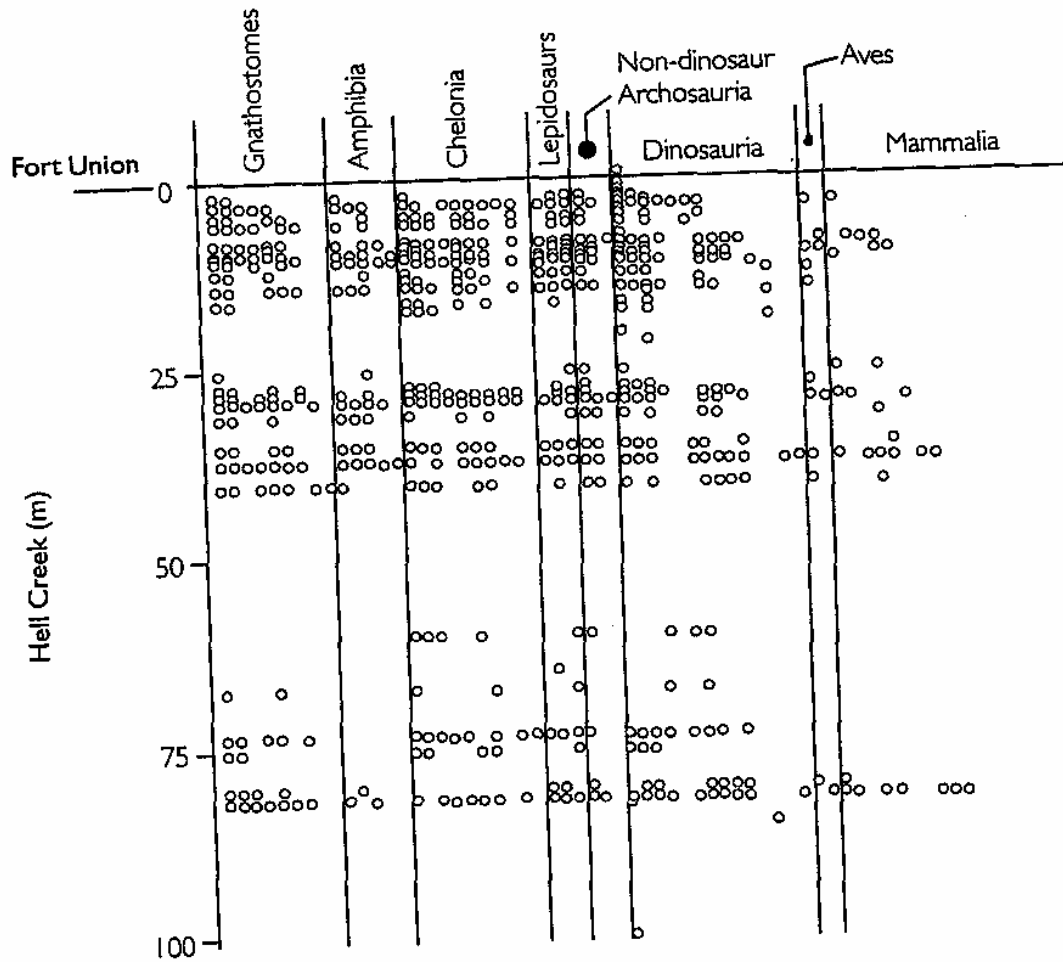 Gnathostomes
Amphibia
Chelonia
Lepidosaurs
Non-dinosaur
Archosauria
Dinosauria
Aves
Mammalia
Fort Union
0
25
50
75
100
Hell Creek (m)